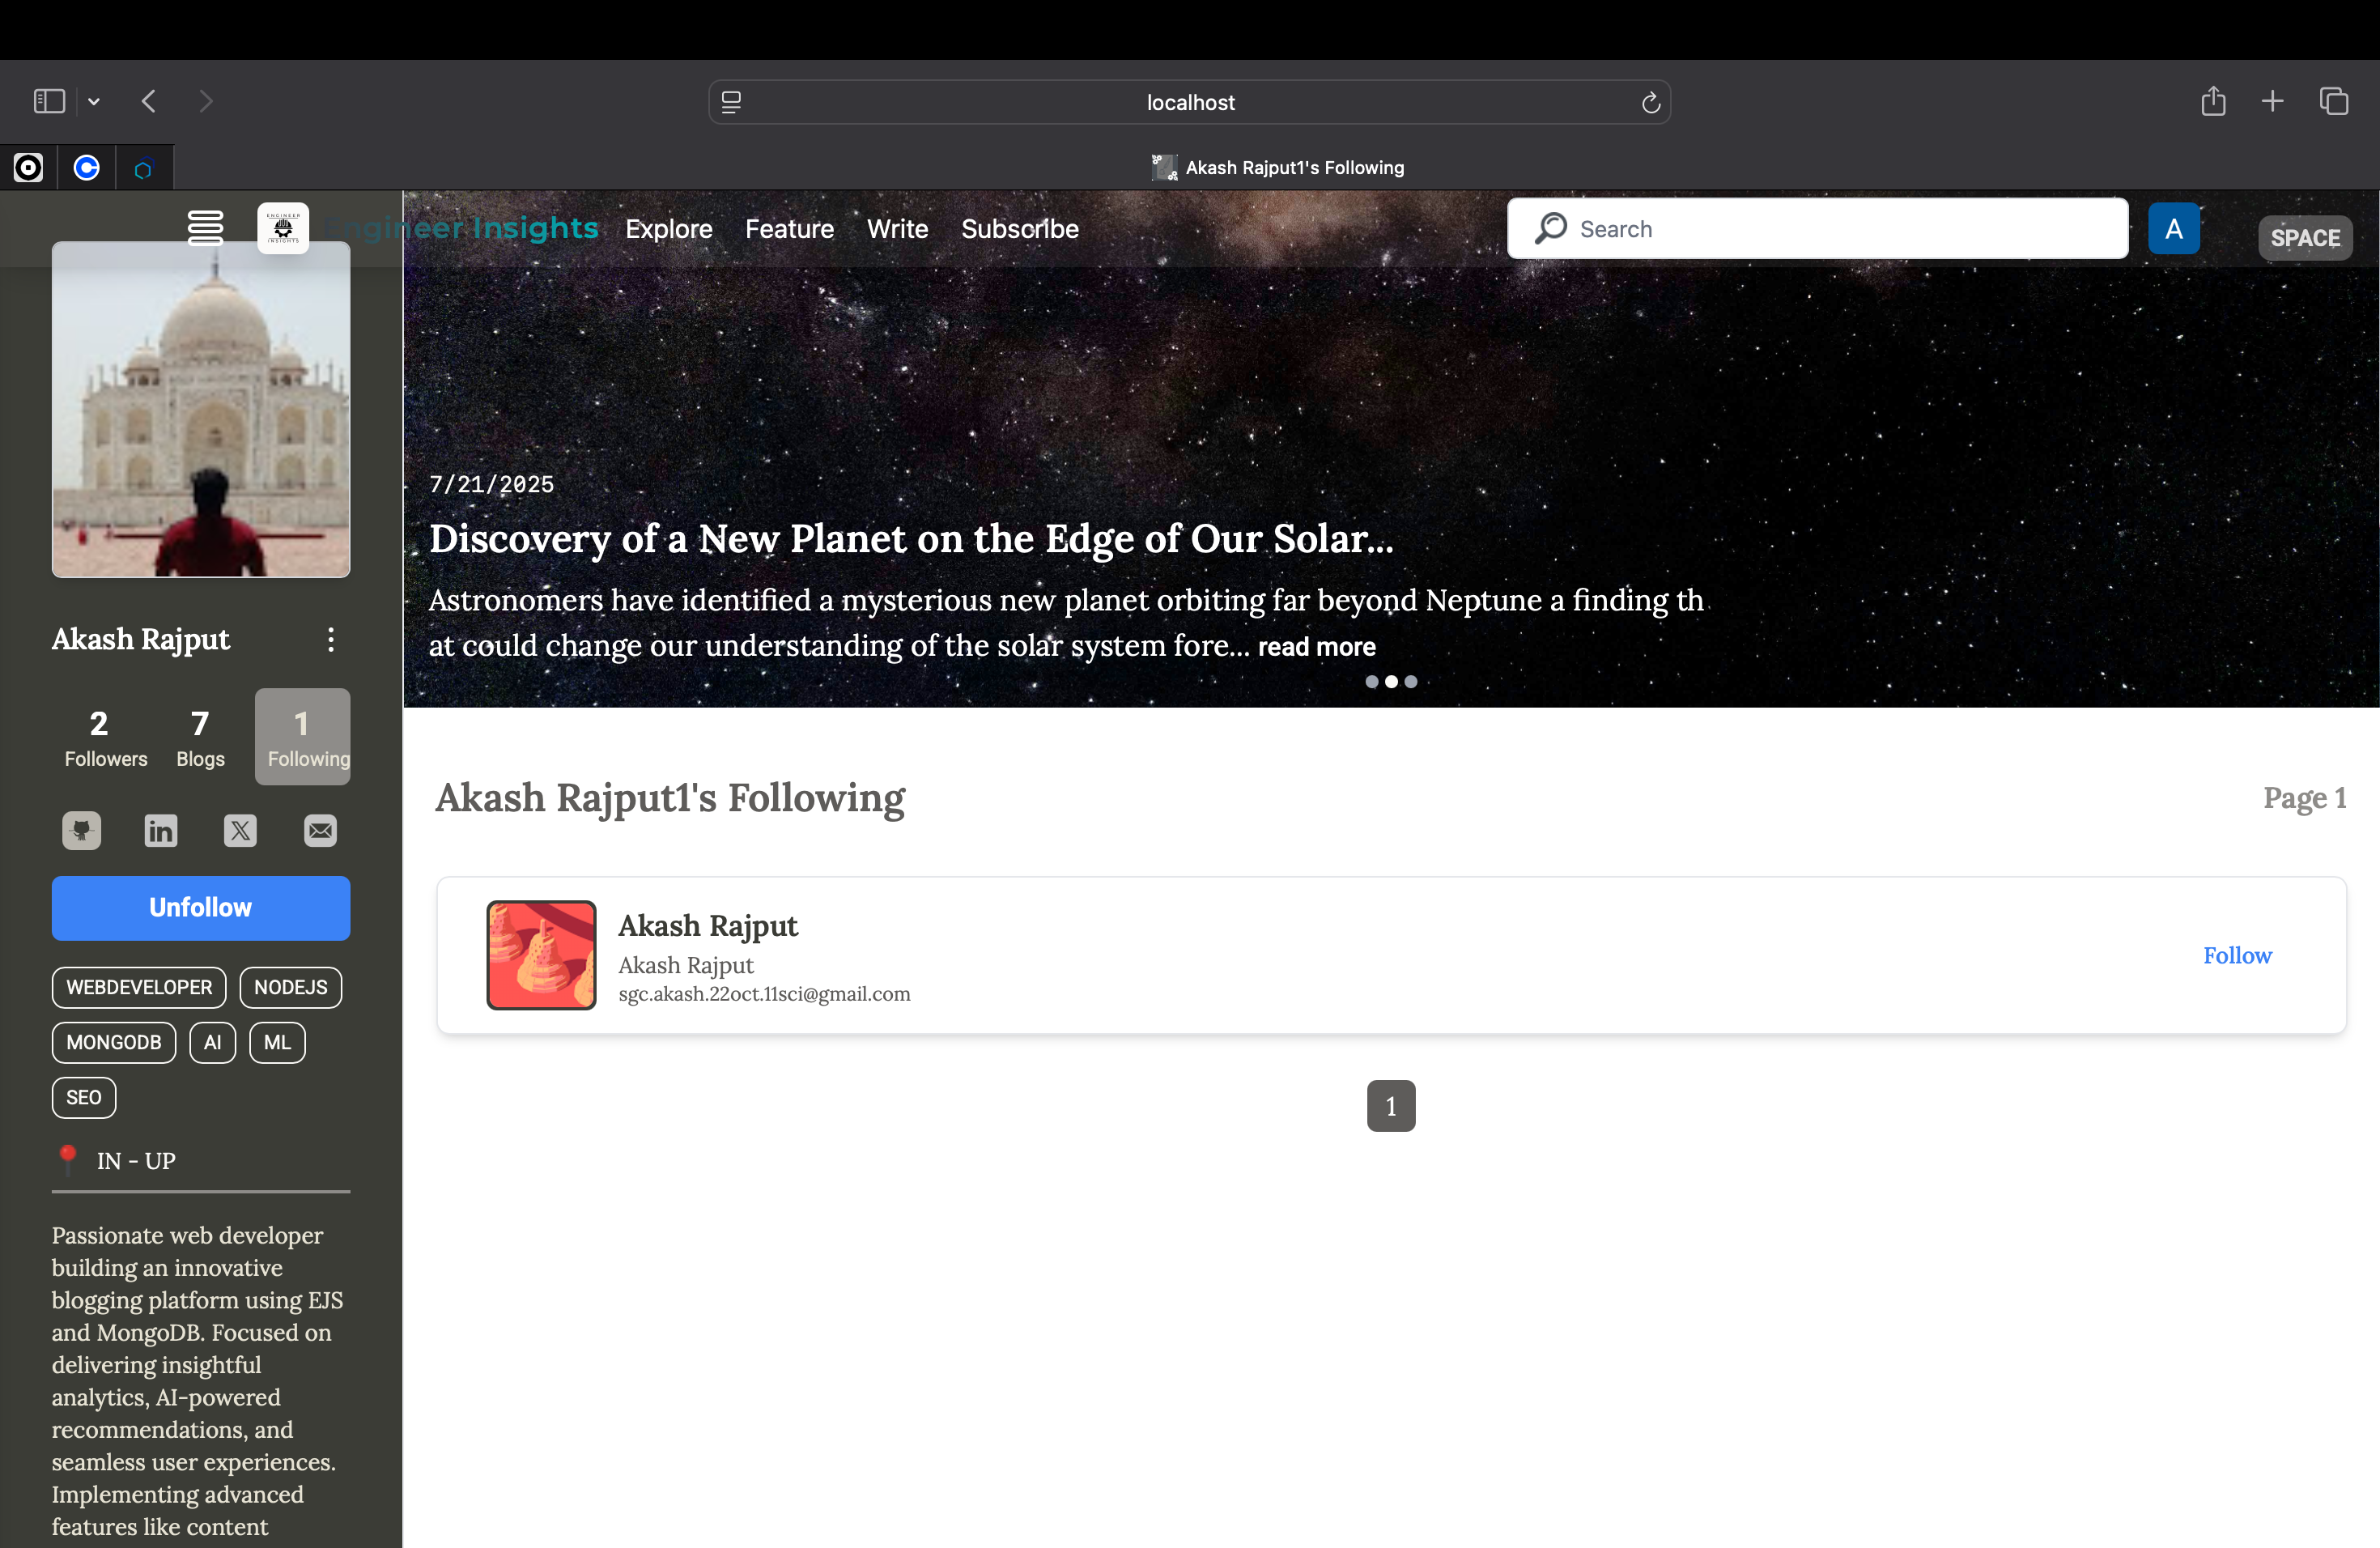 localhost
Akash Rajput1's Following
ENGINEER
INSIGHTS
Engineer Insights
Explore
Feature
Write
Subscribe
Search
A
SPACE
7/21/2025
Discovery of a New Planet on the Edge of Our Solar...
Astronomers have identified a mysterious new planet orbiting far beyond Neptune a finding th
at could change our understanding of the solar system fore... read more
Akash Rajput
2
Followers
7
Blogs
1
Following
in
X
Unfollow
WEBDEVELOPER
NODEJS
MONGODB
AI
ML
SEO
IN - UP
Passionate web developer
building an innovative
blogging platform using EJS
and MongoDB. Focused on
delivering insightful
analytics, AI-powered
recommendations, and
seamless user experiences.
Implementing advanced
features like content
Akash Rajput1's Following
Page 1
Akash Rajput
Akash Rajput
sgc.akash.22oct.11sci@gmail.com
Follow
1